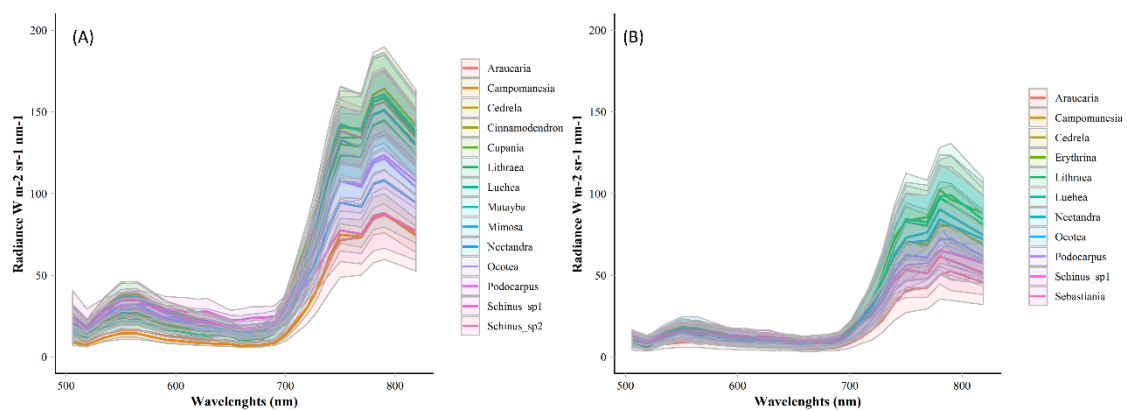 (A)
200
150
100
50
0
Radiance W m-2 sr-1 nm-1
500
600
700
800
Wavelenghts (nm)
Araucaria
Campomanesia
Cedrela
Cinnamodendron
Cupania
Lithraea
Luehea
Matayba
Mimosa
Nectandra
Ocotea
Podocarpus
Schinus_sp1
Schinus_sp2
(B)
200
150
100
50
0
Radiance W m-2 sr-1 nm-1
500
600
700
800
Wavelenghts (nm)
Araucaria
Campomanesia
Cedrela
Erythrina
Lithraea
Luehea
Nectandra
Ocotea
Podocarpus
Schinus_sp1
Sebastiania